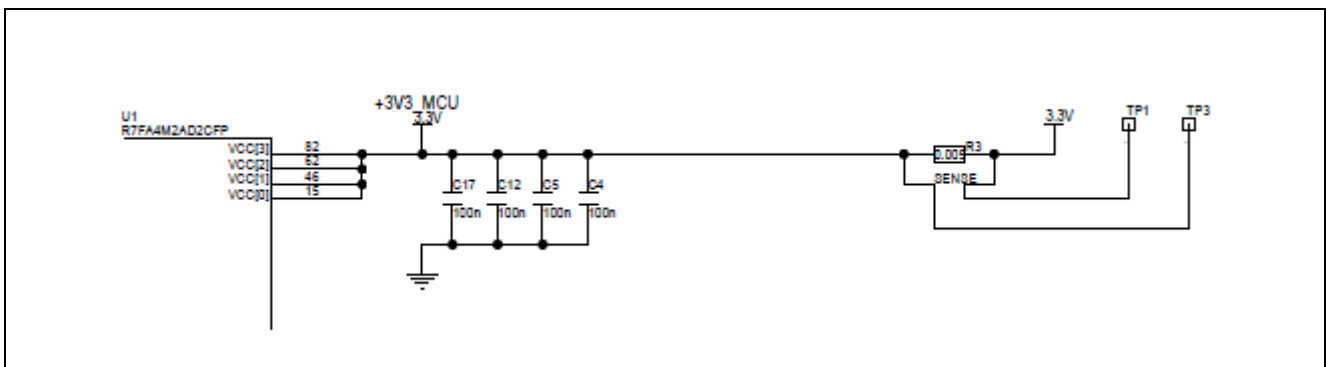 +3V3_MCU
3.3V
U1
R7FA4M2AD2CFP
VCC[3] 82
VCC[2] 62
VCC[1] 46
VCC[0] 15
C17 C12 C5 C4
100n 100n 100n 100n
3.3V
TP1 TP3
0.005 R3
SENSE